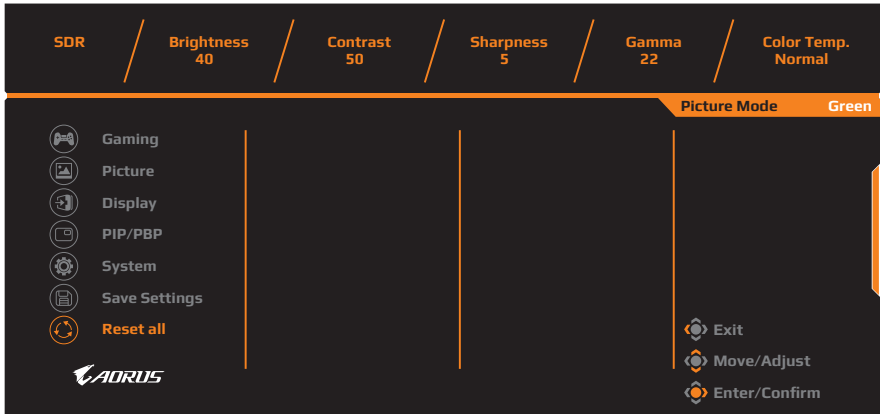 SDR
Brightness
40
Contrast
50
Sharpness
5
Gamma
22
Color Temp.
Normal
Picture Mode Green
Gaming
Picture
Display
PIP/PBP
System
Save Settings
Reset all
AORUS
Exit
Move/Adjust
Enter/Confirm